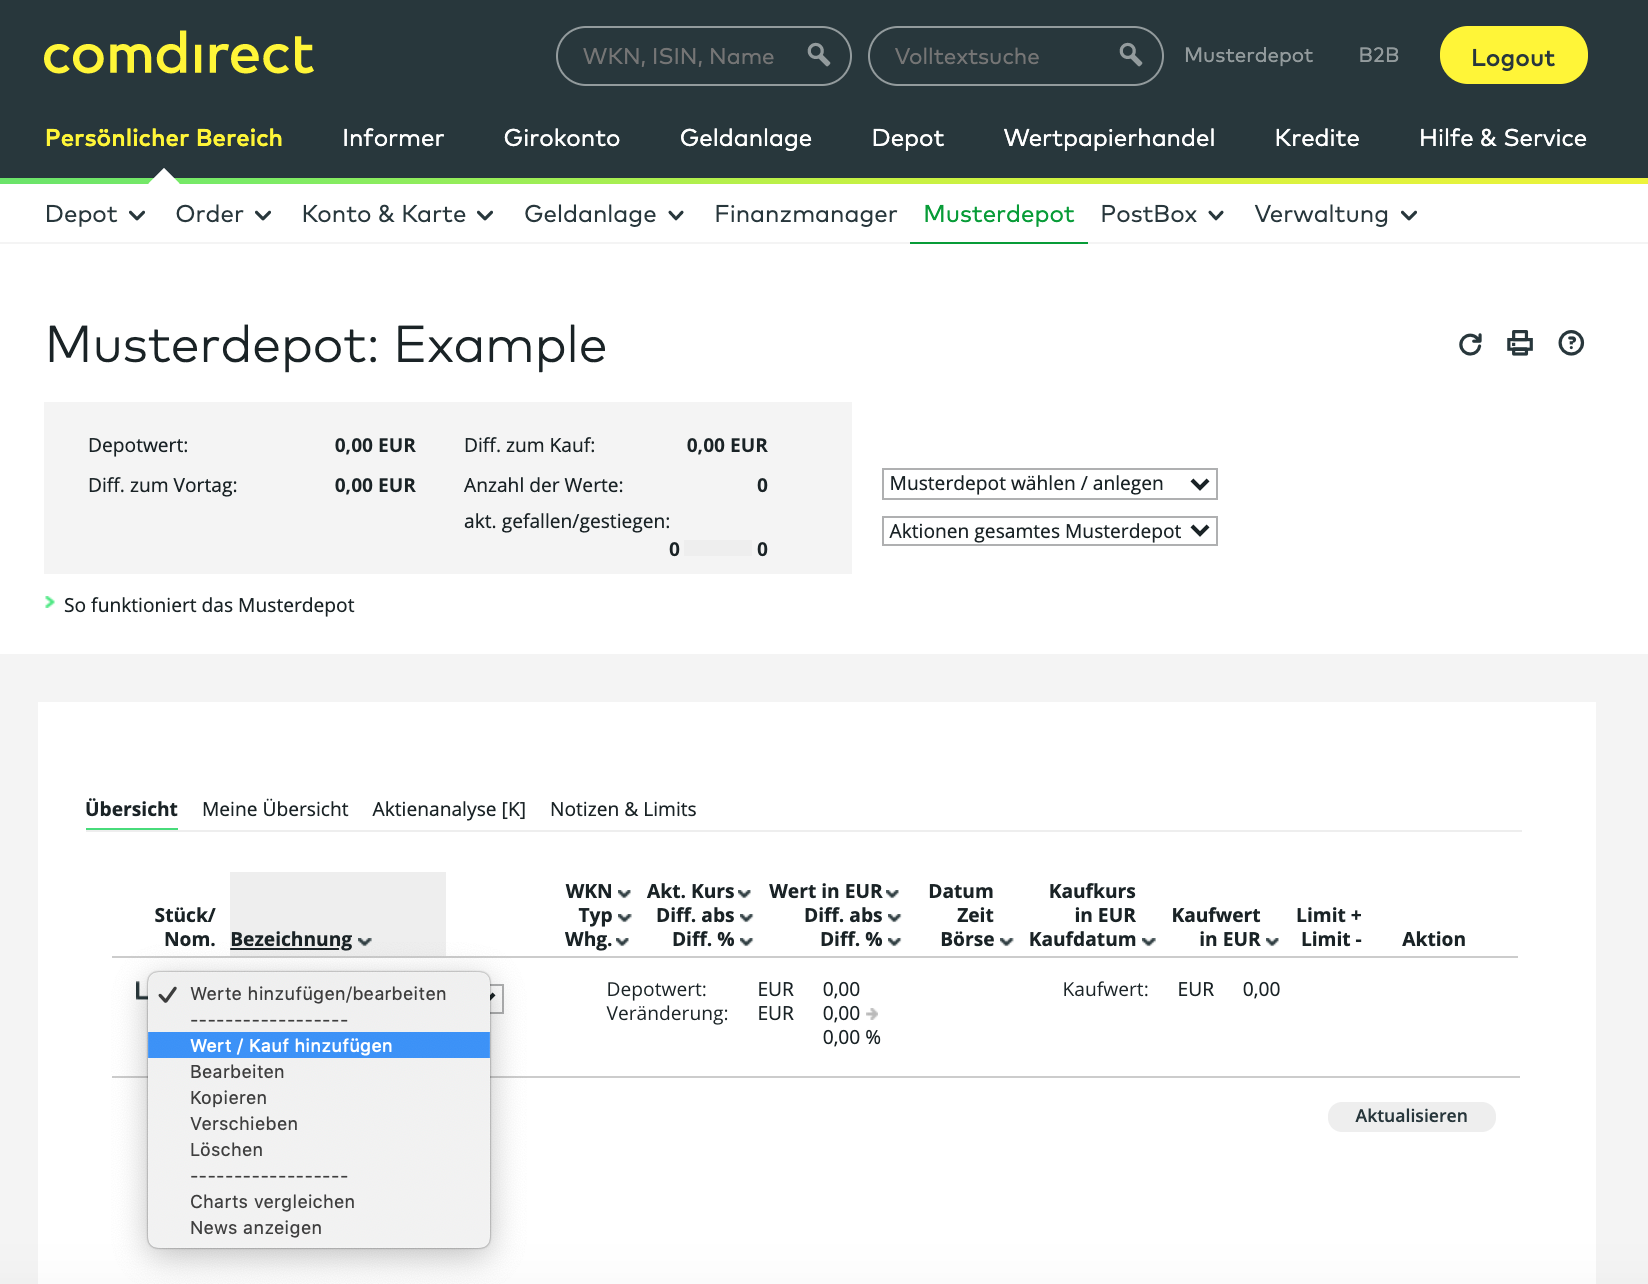 comdirect
WKN, ISIN, Name
Volltextsuche
Musterdepot
B2B
Logout
Persönlicher Bereich
Informer
Girokonto
Geldanlage
Depot
Wertpapierhandel
Kredite
Hilfe & Service
Depot
Order
Konto & Karte
Geldanlage
Finanzmanager
Musterdepot
PostBox
Verwaltung
Musterdepot: Example
Depotwert: 0,00 EUR
Diff. zum Kauf: 0,00 EUR
Diff. zum Vortag: 0,00 EUR
Anzahl der Werte: 0
akt. gefallen/gestiegen:
0 0
Musterdepot wählen / anlegen
Aktionen gesamtes Musterdepot
So funktioniert das Musterdepot
Übersicht
Meine Übersicht
Aktienanalyse [K]
Notizen & Limits
Stück/
Nom.
Bezeichnung
WKN
Typ
Whg.
Akt. Kurs
Diff. abs
Diff. %
Wert in EUR
Diff. abs
Diff. %
Datum
Zeit
Börse
Kaufkurs
in EUR
Kaufdatum
Kaufwert
in EUR
Limit +
Limit -
Aktion
Depotwert: EUR 0,00
Veränderung: EUR 0,00
0,00 %
Kaufwert: EUR 0,00
Werte hinzufügen/bearbeiten
------------------
Wert / Kauf hinzufügen
Bearbeiten
Kopieren
Verschieben
Löschen
------------------
Charts vergleichen
News anzeigen
Aktualisieren